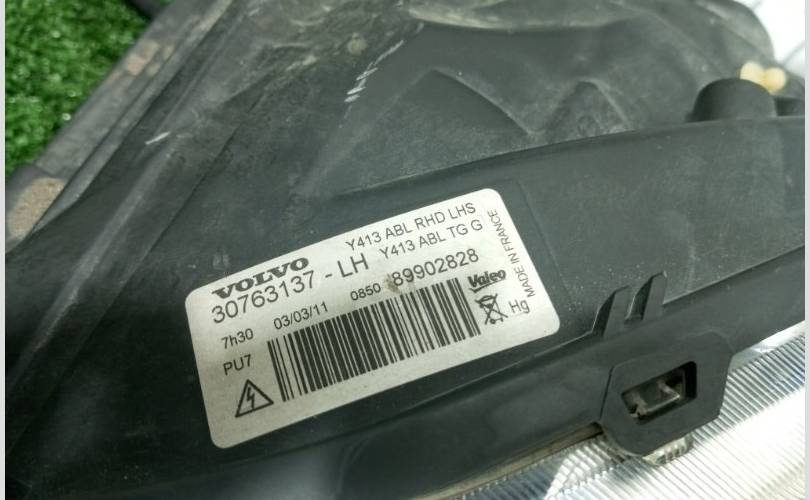 VOLVO Y413 ABL RHD LHS
30763137 - LH Y413 ABL TG G
7h30 03/03/11 0850 89902828
PU7
Valeo
Hg
MADE IN FRANCE